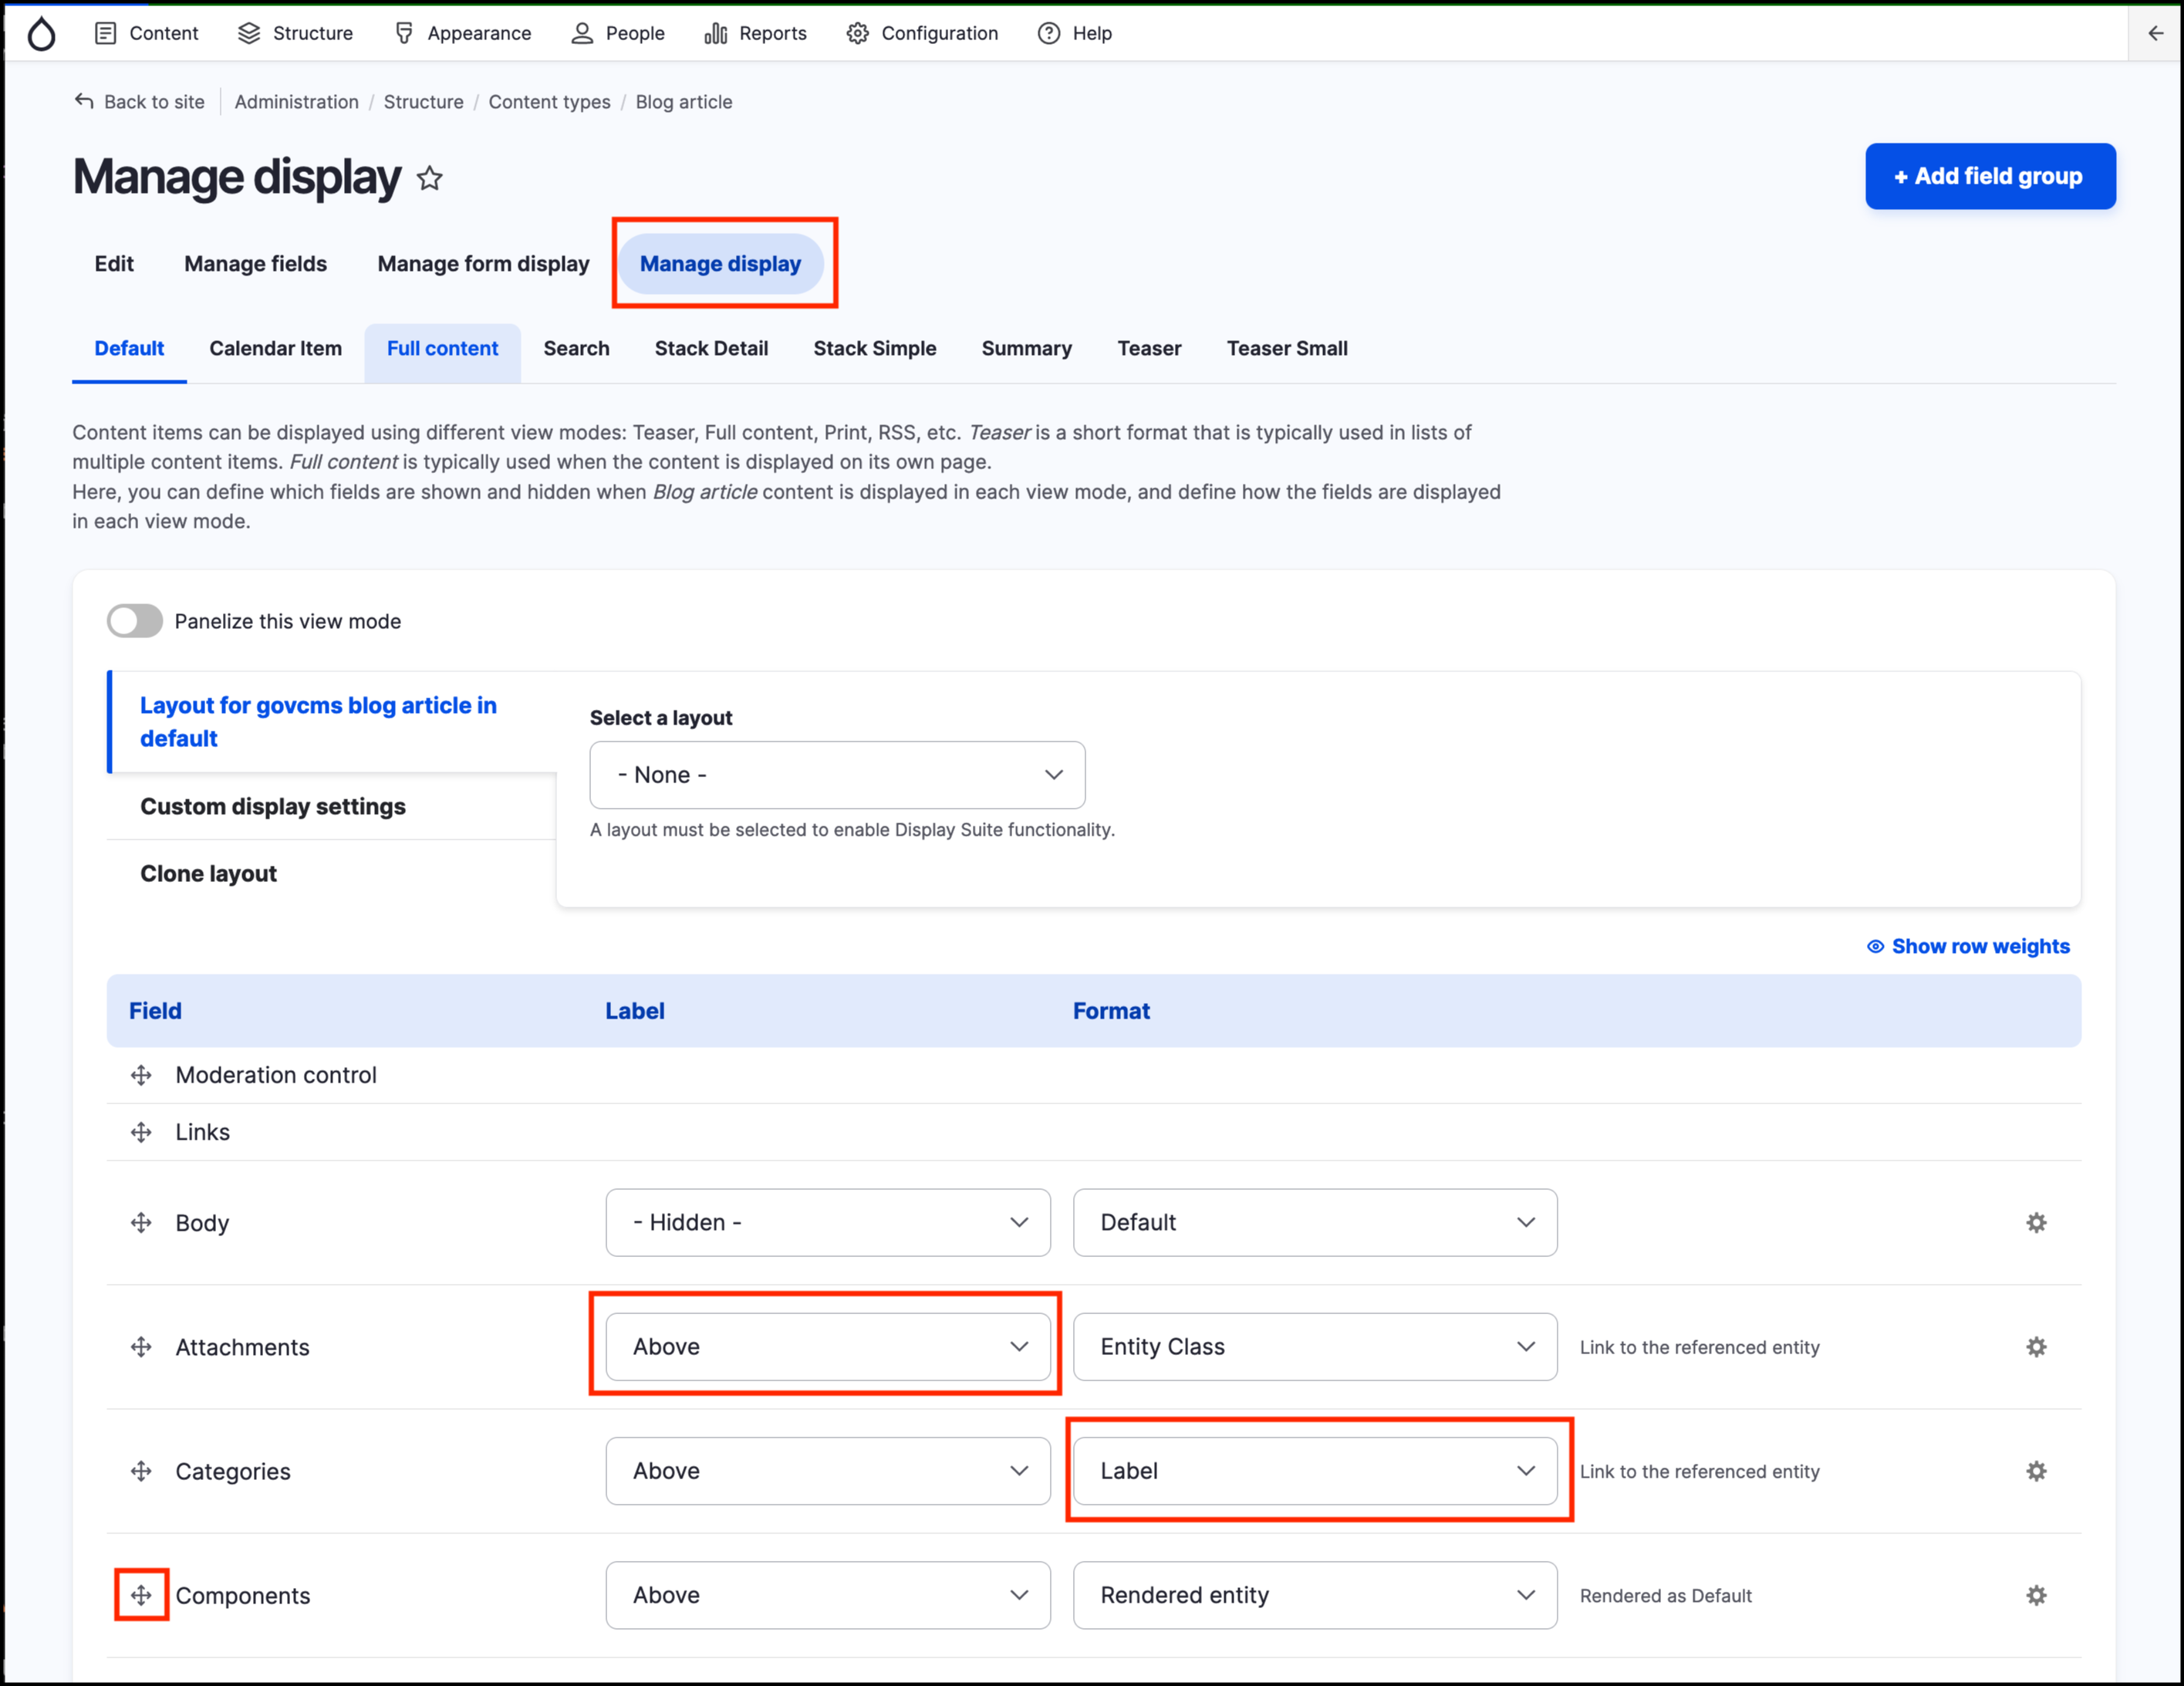 Content Structure Appearance People Reports Configuration Help
Back to site Administration / Structure / Content types / Blog article
Manage display
+ Add field group
Edit Manage fields Manage form display Manage display
Default Calendar Item Full content Search Stack Detail Stack Simple Summary Teaser Teaser Small
Content items can be displayed using different view modes: Teaser, Full content, Print, RSS, etc. Teaser is a short format that is typically used in lists of
multiple content items. Full content is typically used when the content is displayed on its own page.
Here, you can define which fields are shown and hidden when Blog article content is displayed in each view mode, and define how the fields are displayed
in each view mode.
Panelize this view mode
Layout for govcms blog article in
default
Custom display settings
Clone layout
Select a layout
- None -
A layout must be selected to enable Display Suite functionality.
Show row weights
Field Label Format
Moderation control
Links
Body - Hidden - Default
Attachments Above Entity Class Link to the referenced entity
Categories Above Label Link to the referenced entity
Components Above Rendered entity Rendered as Default